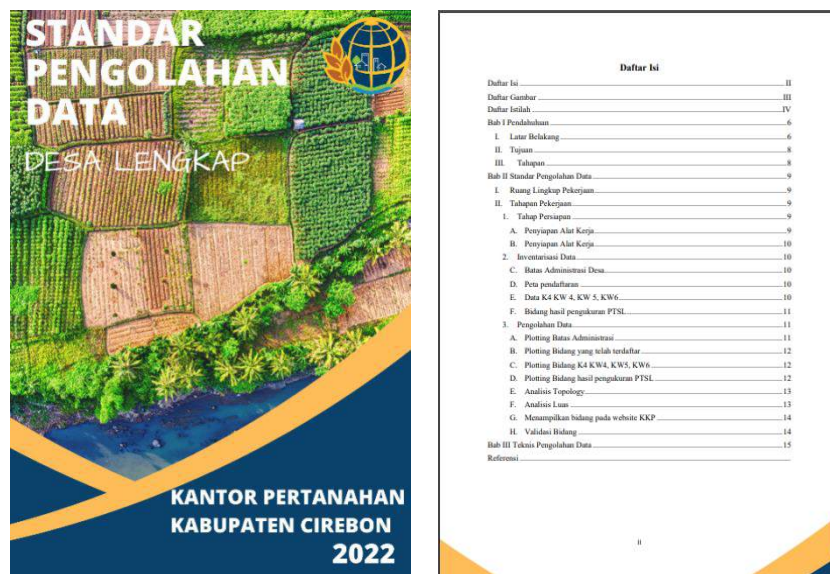 STANDAR
PENGOLAHAN
DATA
DESA LENGKAP
KANTOR PERTANAHAN
KABUPATEN CIREBON
2022
Daftar Isi
Daftar Isi II
Daftar Gambar III
Daftar Istilah IV
Bab I Pendahuluan 6
I. Latar Belakang 6
II. Tujuan 8
III. Tahapan 8
Bab II Standar Pengolahan Data 9
I. Ruang Lingkup Pekerjaan 9
II. Tahapan Pekerjaan 9
1. Tahap Persiapan 9
A. Penyiapan Alat Kerja 9
B. Penyiapan Alat Kerja 10
2. Inventarisasi Data 10
C. Batas Administrasi Desa 10
D. Peta pendaftaran 10
E. Data K4 KW 4, KW 5, KW6 10
F. Bidang hasil pengukuran PTSL 11
3. Pengolahan Data 11
A. Plotting Batas Administrasi 11
B. Plotting Bidang yang telah terdaftar 12
C. Plotting Bidang K4 KW4, KW5, KW6 12
D. Plotting Bidang hasil pengukuran PTSL 12
E. Analisis Topology 13
F. Analisis Luas 13
G. Menampilkan bidang pada website KKP 14
H. Validasi Bidang 14
Bab III Teknis Pengolahan Data 15
Referensi
ii